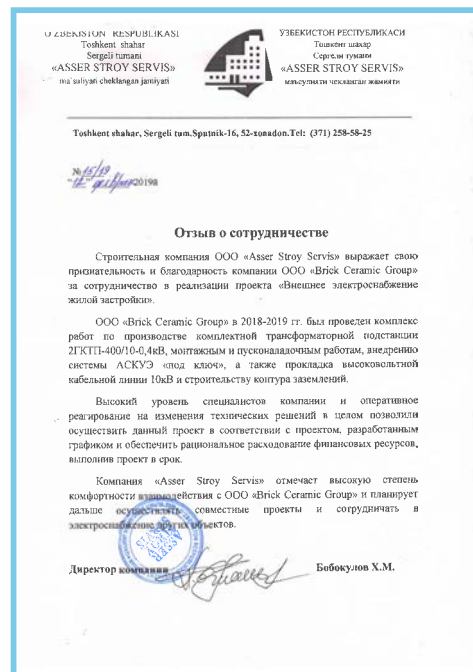 O'ZBEKISTON RESPUBLIKASI
Toshkent shahar
Sergeli tumani
«ASSER STROY SERVIS»
ma'suliyati cheklangan jamiyati
УЗБЕКИСТОН РЕСПУБЛИКАСИ
Тошкент шахар
Сергели тумани
«ASSER STROY SERVIS»
маъсулияти чекланган жамияти
Toshkent shahar, Sergeli tum.Sputnik-16, 52-xonadon.Tel: (371) 258-58-25
№ 15/19
"12" февраля 2019г
Отзыв о сотрудничестве
Строительная компания ООО «Asser Stroy Servis» выражает свою
признательность и благодарность компании ООО «Brick Ceramic Group»
за сотрудничество в реализации проекта «Внешнее электроснабжение
жилой застройки».
ООО «Brick Ceramic Group» в 2018-2019 гг. был проведен комплекс
работ по производстве комплектной трансформаторной подстанции
2ГКТП-400/10-0,4кВ, монтажным и пусконаладочным работам, внедрению
системы АСКУЭ «под ключ», а также прокладка высоковольтной
кабельной линии 10кВ и строительству контура заземлений.
Высокий уровень специалистов компании и оперативное
реагирование на изменения технических решений в целом позволили
осуществить данный проект в соответствии с проектом, разработанным
графиком и обеспечить рациональное расходование финансовых ресурсов,
выполнив проект в срок.
Компания «Asser Stroy Servis» отмечает высокую степень
комфортности взаимодействия с ООО «Brick Ceramic Group» и планирует
дальше осуществлять совместные проекты и сотрудничать в
электроснабжение других объектов.
Директор компании
Бобокулов Х.М.